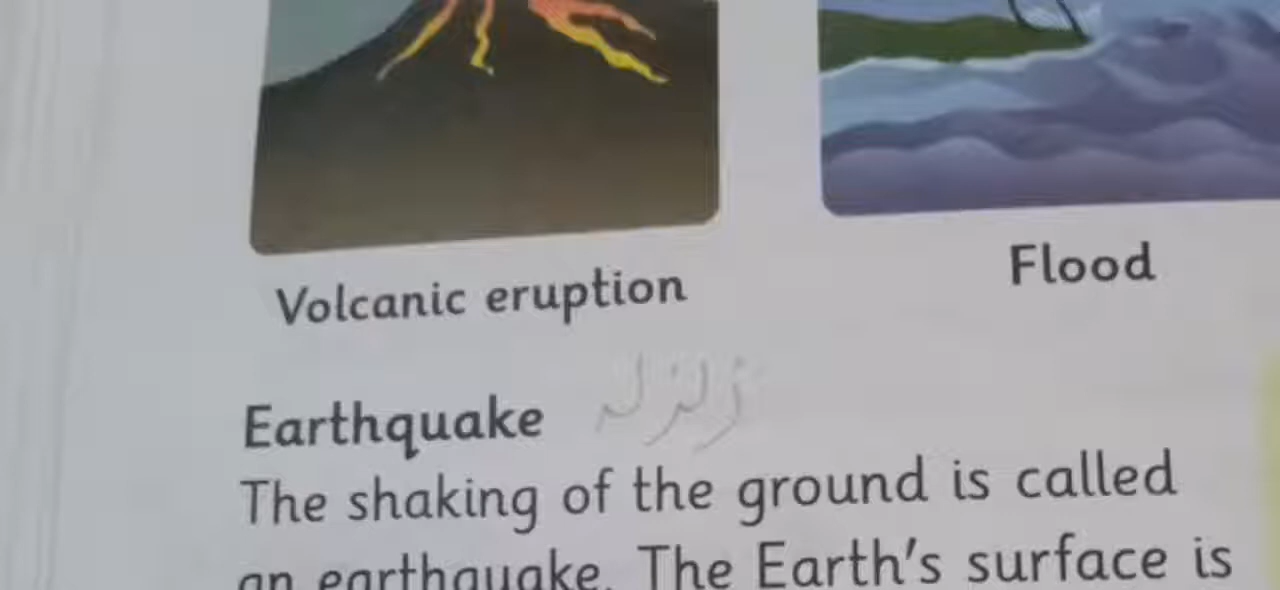 Volcanic eruption
Flood
Earthquake زلزلہ
The shaking of the ground is called
an earthquake. The Earth's surface is